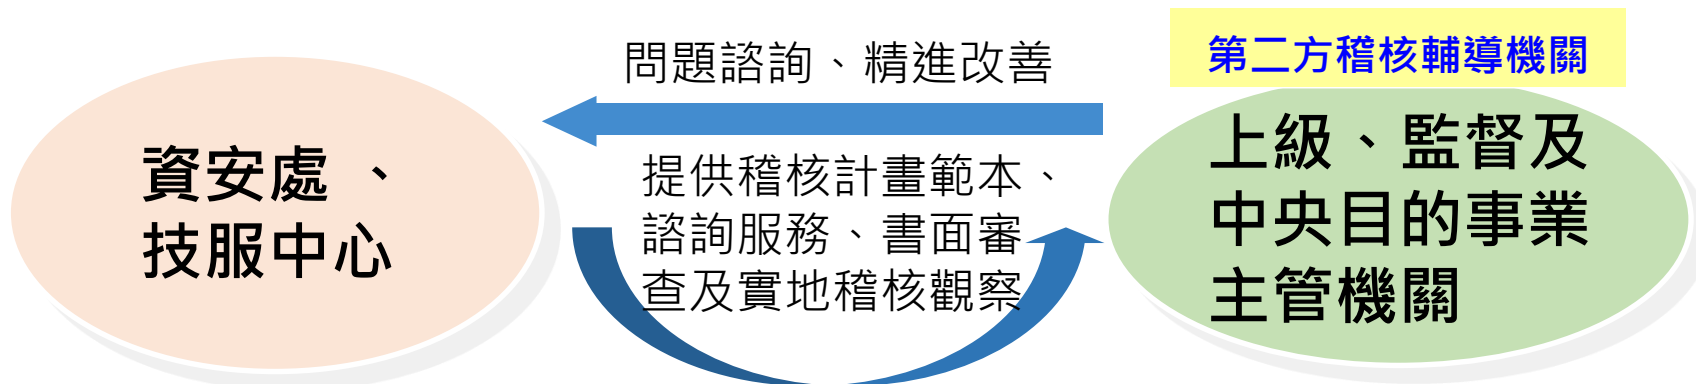 問題諮詢、精進改善
第二方稽核輔導機關
資安處 、
技服中心
提供稽核計畫範本、
諮詢服務、書面審
查及實地稽核觀察
上級、監督及
中央目的事業
主管機關